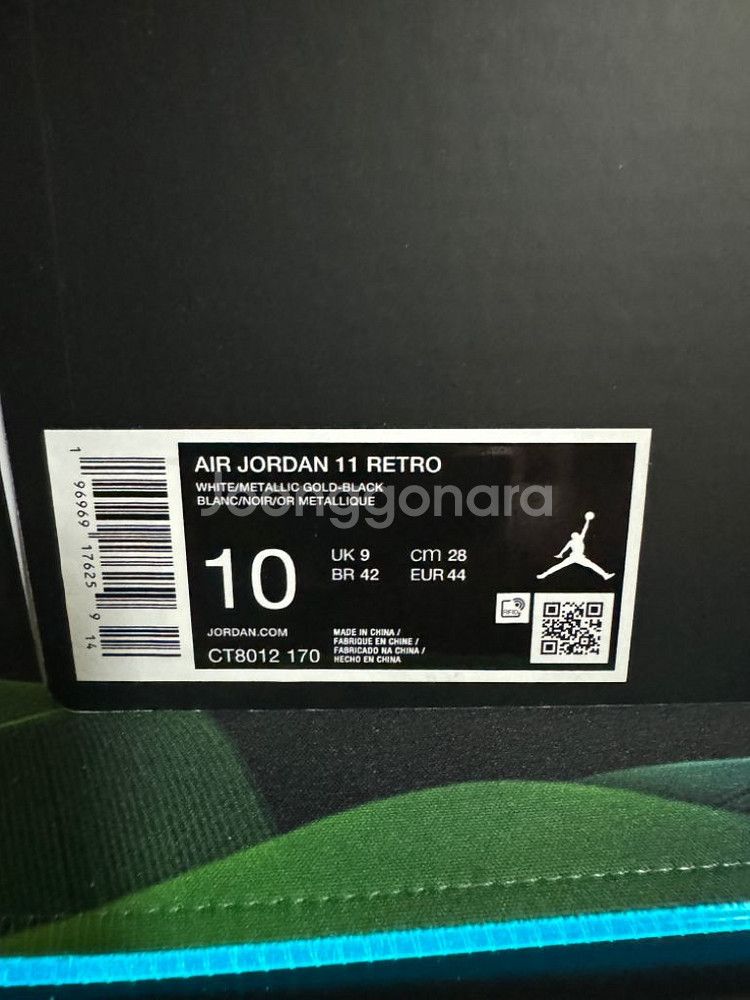 AIR JORDAN 11 RETRO
WHITE/METALLIC GOLD-BLACK
BLANC/NOIR/OR METALLIQUE
Joonggonara
10
UK 9 cm 28
BR 42 EUR 44
RFID
JORDAN.COM
CT8012 170
MADE IN CHINA /
FABRIQUE EN CHINE /
FABRICADO NA CHINA /
HECHO EN CHINA
1 96969 17625 9 14